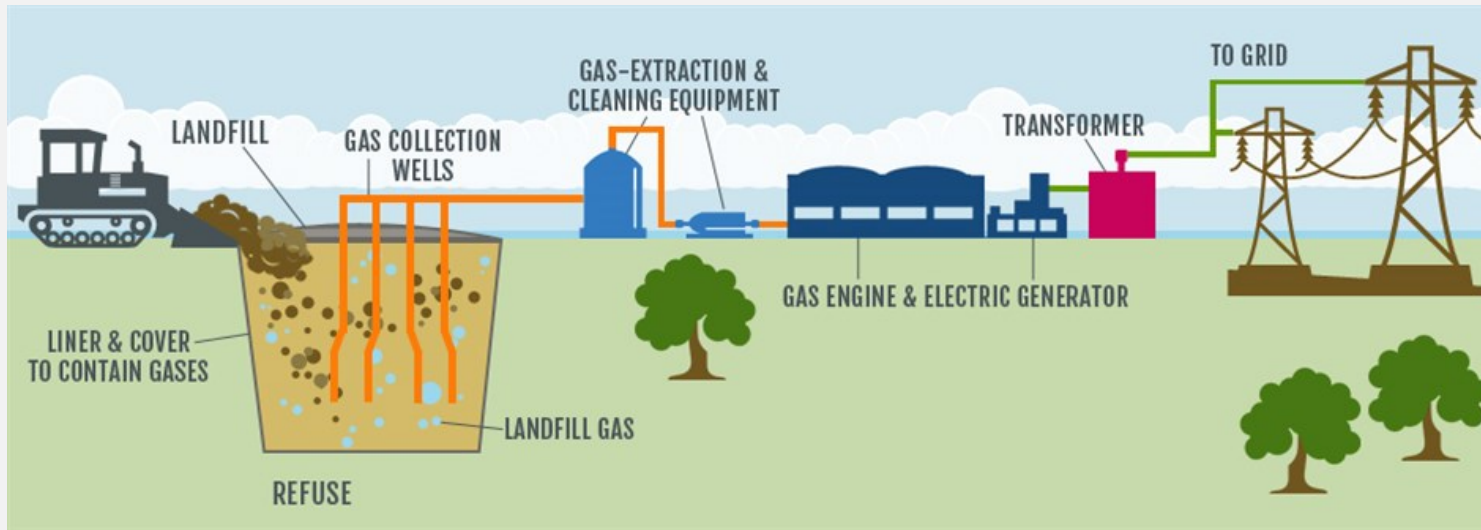 TO GRID
GAS-EXTRACTION &
CLEANING EQUIPMENT
TRANSFORMER
LANDFILL
GAS COLLECTION
WELLS
GAS ENGINE & ELECTRIC GENERATOR
LINER & COVER
TO CONTAIN GASES
LANDFILL GAS
REFUSE